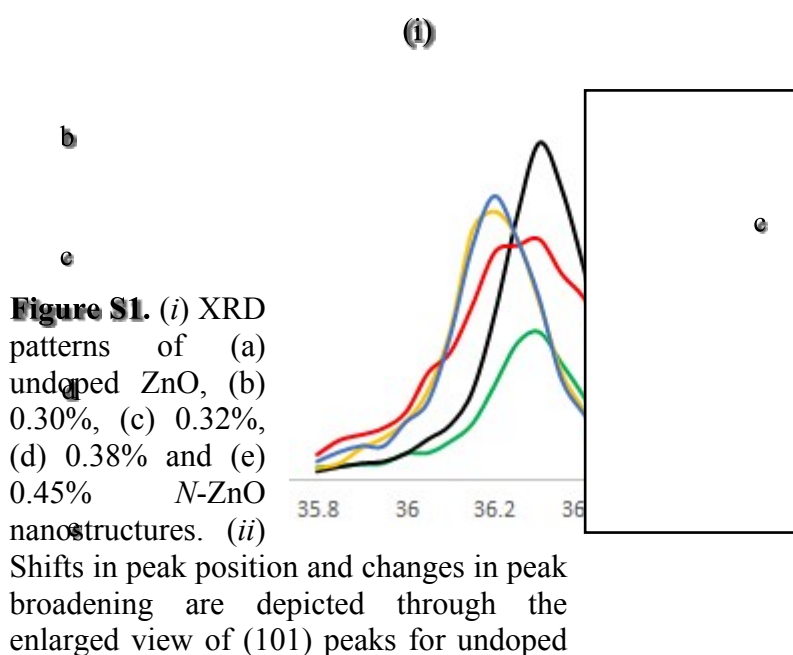 (i)
b
c
Figure S1. (i) XRD
patterns of (a)
undoped ZnO, (b)
d
0.30%, (c) 0.32%,
(d) 0.38% and (e)
0.45% N-ZnO
nanostructures. (ii)
e
Shifts in peak position and changes in peak
broadening are depicted through the
enlarged view of (101) peaks for undoped
35.8 36 36.2 36
c